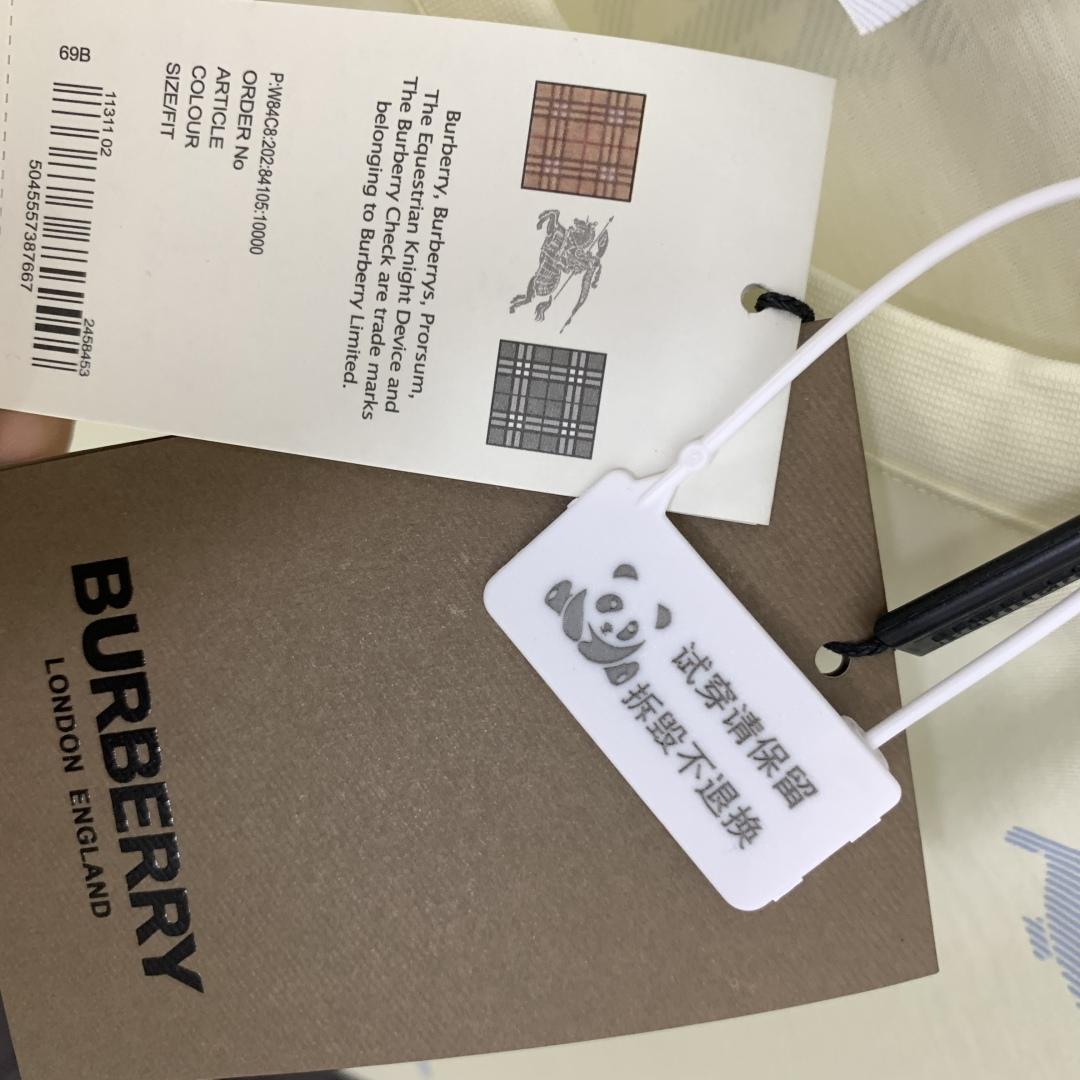 Burberry, Burberrys, Prorsum,
The Equestrian Knight Device and
The Burberry Check are trade marks
belonging to Burberry Limited.
P:W84C8:202:84105:10000
ORDER No
ARTICLE
COLOUR
SIZE/FIT
11311 02
2458453
69B
5045557387667
BURBERRY
LONDON ENGLAND
试穿请保留
拆毁不退换